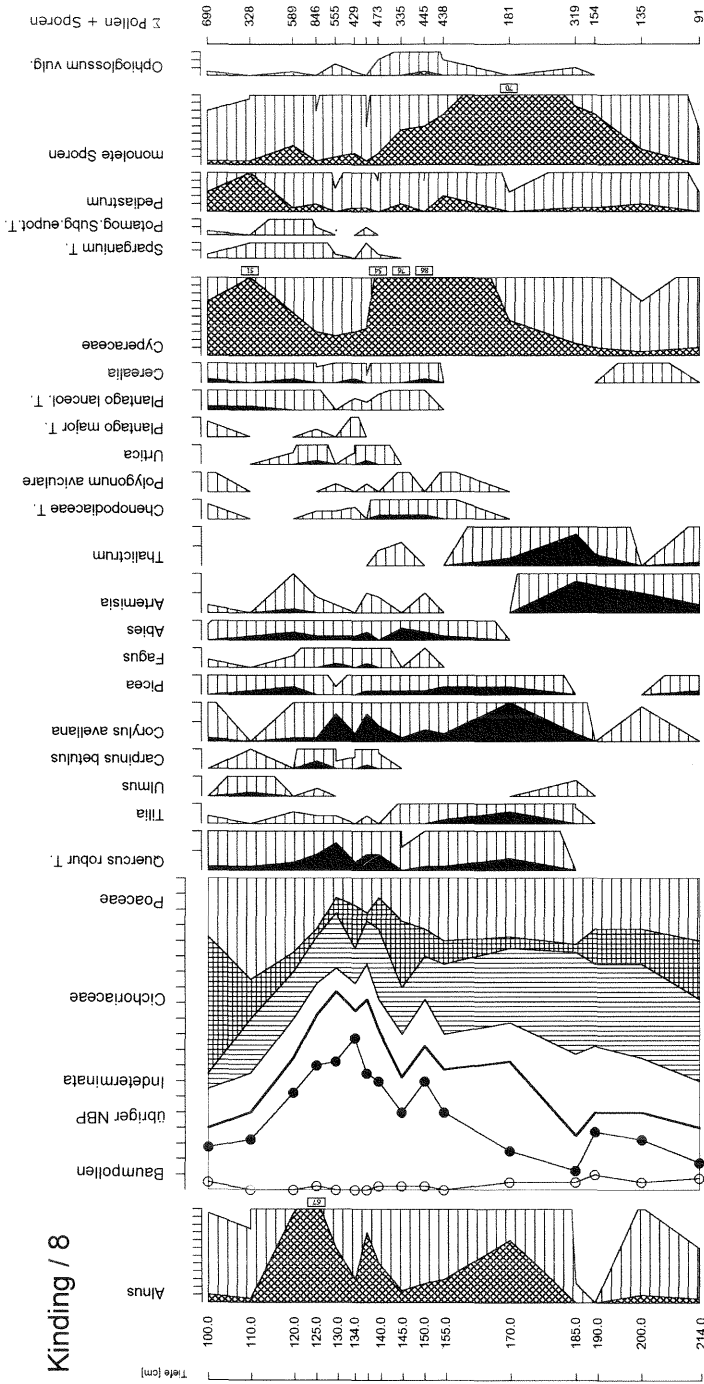 Kinding / 8
Tiefe [cm]
100.0
110.0
120.0
125.0
130.0
134.0
140.0
145.0
150.0
155.0
170.0
185.0
190.0
200.0
214.0
Alnus
67
Baumpollen
übriger NBP
Indeterminata
Cichoriaceae
Poaceae
Quercus robur T.
Tilia
Ulmus
Carpinus betulus
Corylus avellana
Picea
Fagus
Abies
Artemisia
Thalictrum
Chenopodiaceae T.
Polygonum aviculare
Urtica
Plantago major T.
Plantago lanceol. T.
Cerealia
Cyperaceae
51
54
76
86
Sparganium T.
Potamog.Subg.eupot.T.
Pediastrum
monolete Sporen
70
Ophioglossum vulg.
Σ Pollen + Sporen
690
328
589
646
555
429
473
335
445
438
181
319
154
135
91